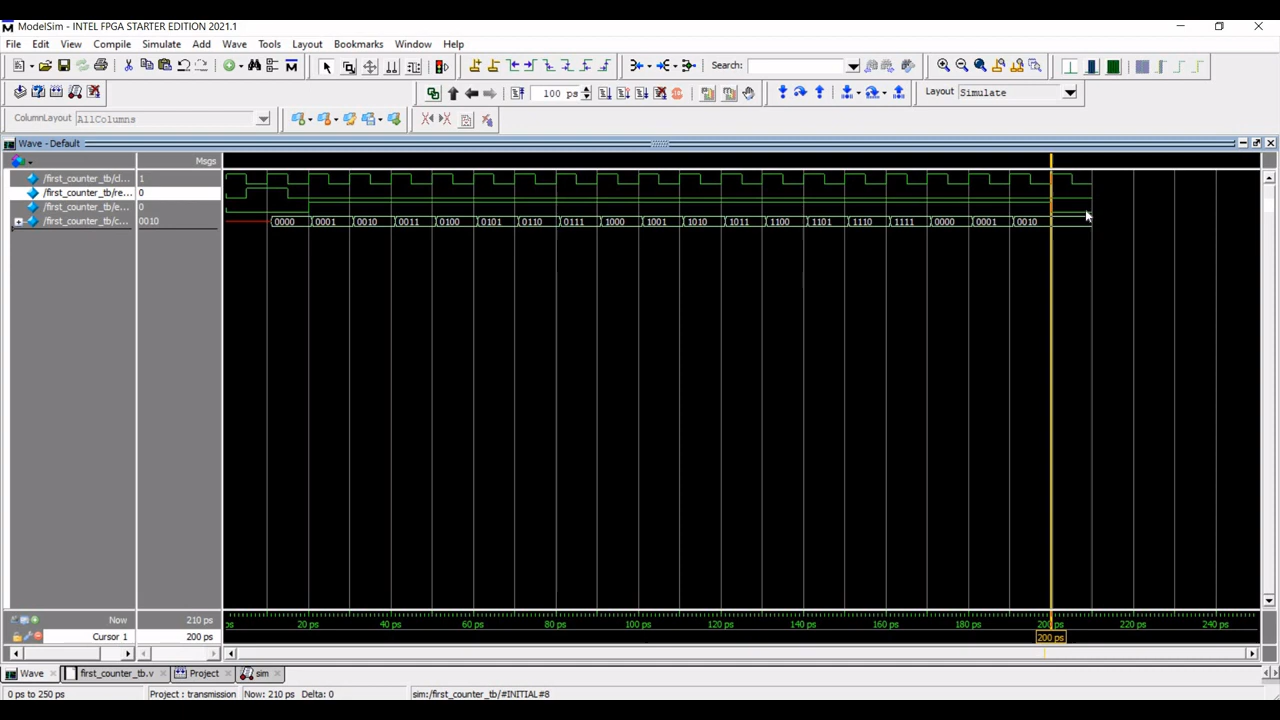 ModelSim - INTEL FPGA STARTER EDITION 2021.1
File Edit View Compile Simulate Add Wave Tools Layout Bookmarks Window Help
Search:
100 ps Layout Simulate
ColumnLayout AllColumns
Wave - Default
Msgs
/first_counter_tb/d... 1
/first_counter_tb/re... 0
/first_counter_tb/e... 0
/first_counter_tb/c... 0010 0000 0001 0010 0011 0100 0101 0110 0111 1000 1001 1010 1011 1100 1101 1110 1111 0000 0001 0010
Now 210 ps ps 20 ps 40 ps 60 ps 80 ps 100 ps 120 ps 140 ps 160 ps 180 ps 200 ps 220 ps 240 ps
Cursor 1 200 ps 200 ps
Wave first_counter_tb.v Project sim
0 ps to 250 ps Project : transmission Now: 210 ps Delta: 0 sim:/first_counter_tb/#INITIAL#8